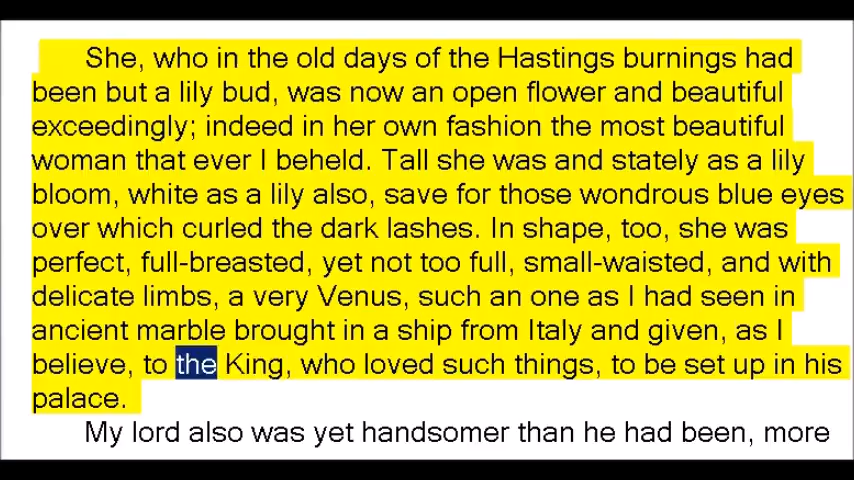 She, who in the old days of the Hastings burnings had
been but a lily bud, was now an open flower and beautiful
exceedingly; indeed in her own fashion the most beautiful
woman that ever I beheld. Tall she was and stately as a lily
bloom, white as a lily also, save for those wondrous blue eyes
over which curled the dark lashes. In shape, too, she was
perfect, full-breasted, yet not too full, small-waisted, and with
delicate limbs, a very Venus, such an one as I had seen in
ancient marble brought in a ship from Italy and given, as I
believe, to the King, who loved such things, to be set up in his
palace.
My lord also was yet handsomer than he had been, more